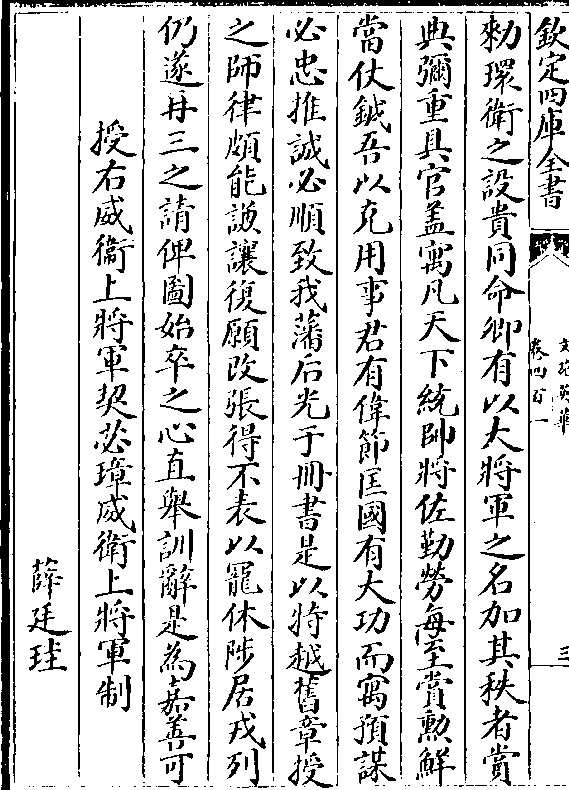 欽定四庫全書
文苑英華
卷四百一
三
勑環衛之設貴同命卿有以大將軍之名加其秩者賞
典彌重具官蓋寓凡天下統帥將佐勤勞每至賞勲鮮
當仗鉞吾以充用事君有偉節匡國有大功而寓預謀
必忠推誠必順致我藩后光于冊書是以特越舊章授
之師律頗能謙讓復願改張得不表以寵休陟居戎列
仍遂再三之請俾圖始卒之心直舉訓辭是為嘉善可
授右威衞上將軍契苾璋威衛上將軍制
薛廷珪